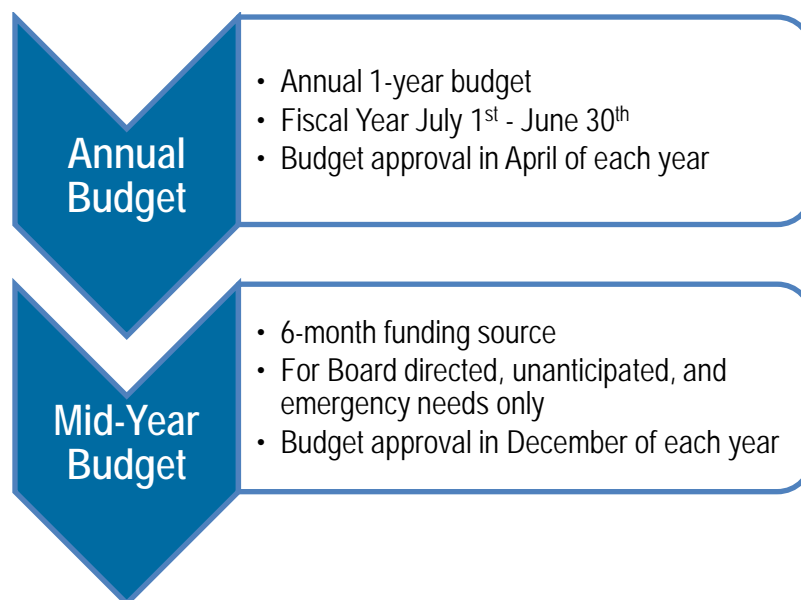 Annual
Budget
• Annual 1-year budget
• Fiscal Year July 1st - June 30th
• Budget approval in April of each year
Mid-Year
Budget
• 6-month funding source
• For Board directed, unanticipated, and
emergency needs only
• Budget approval in December of each year